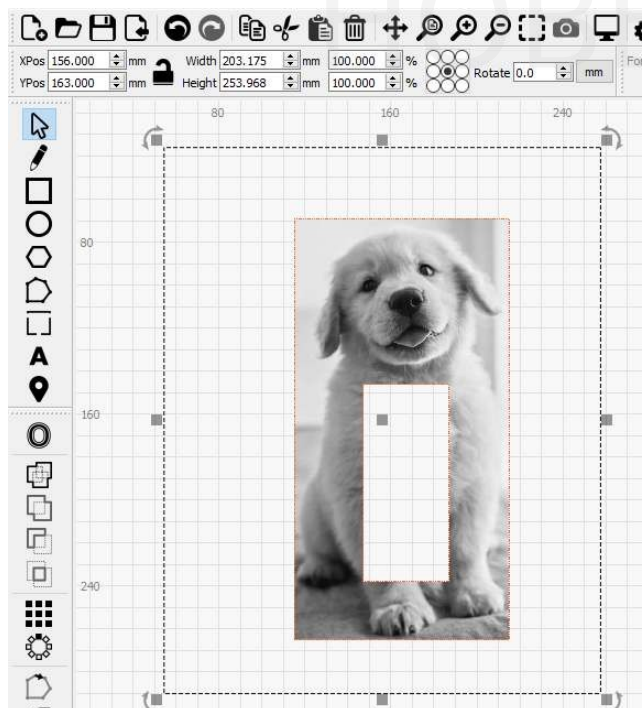 XPos 156.000 mm Width 203.175 mm 100.000 %
YPos 163.000 mm Height 253.968 mm 100.000 %
Rotate 0.0 mm
80 160 240
80
160
240
A